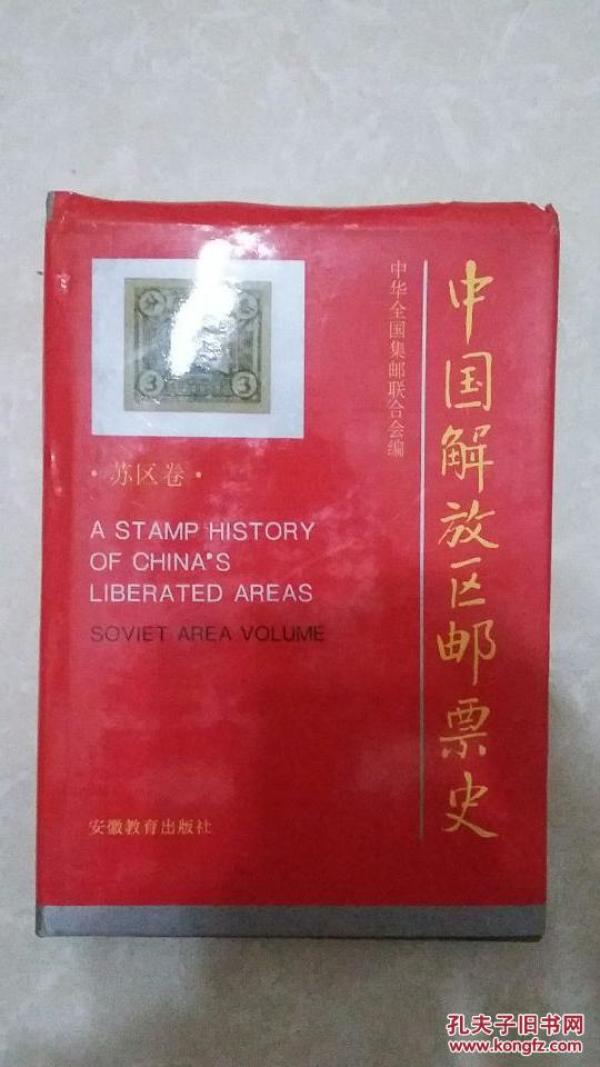 中国解放区邮票史
中华全国集邮联合会编
3 3
·苏区卷·
A STAMP HISTORY
OF CHINA'S
LIBERATED AREAS
SOVIET AREA VOLUME
安徽教育出版社
孔夫子旧书网
www.kongfz.com